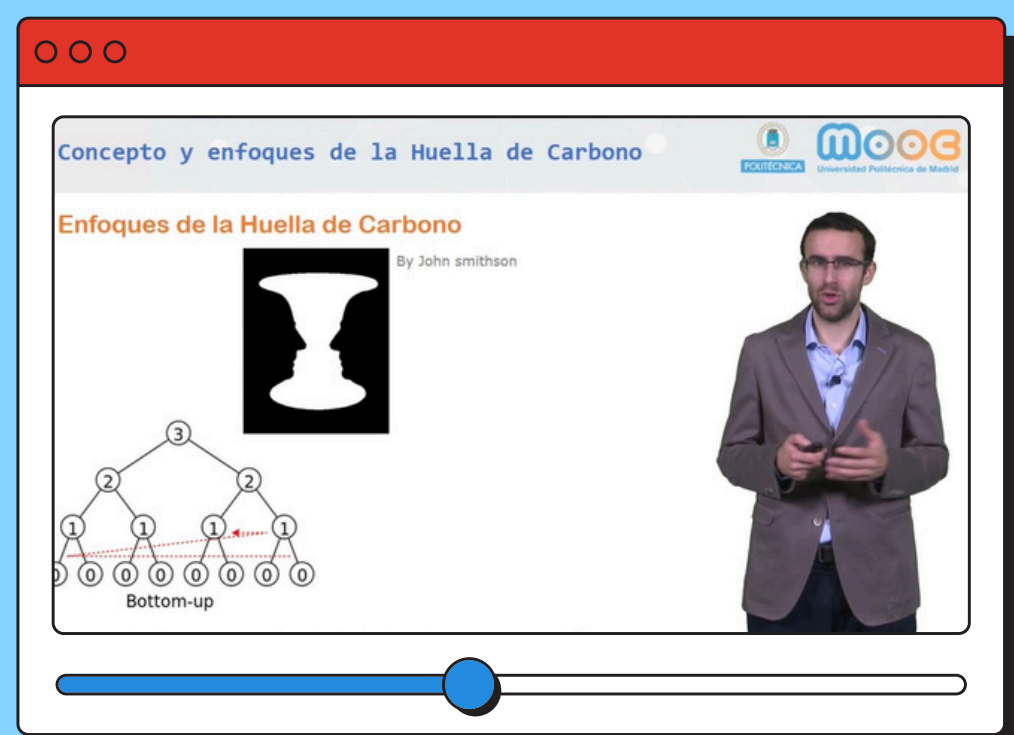 Concepto y enfoques de la Huella de Carbono
POLITÉCNICA
MOOC
Universidad Politécnica de Madrid
Enfoques de la Huella de Carbono
By John smithson
3
2 2
1 1 1 1
0 0 0 0 0 0 0 0
Bottom-up